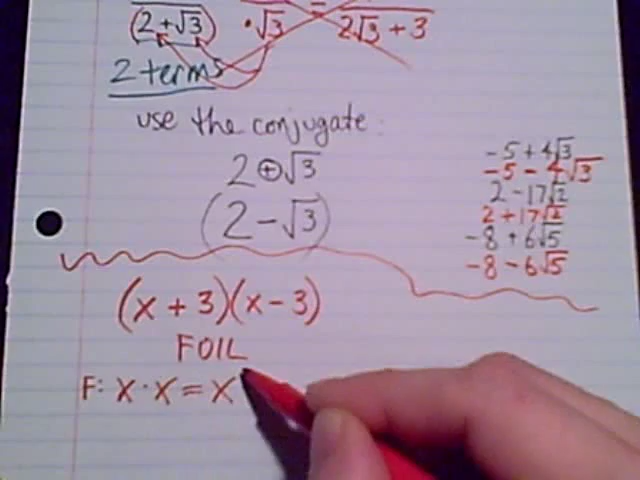 (2 + √3) · √3 = 2√3 + 3
2 terms
use the conjugate:
2 ⊕ √3
(2 - √3)
-5 + 4√3
-5 - 4√3
2 - 17√2
2 + 17√2
-8 + 6√5
-8 - 6√5
(x + 3)(x - 3)
FOIL
F: x · x = x